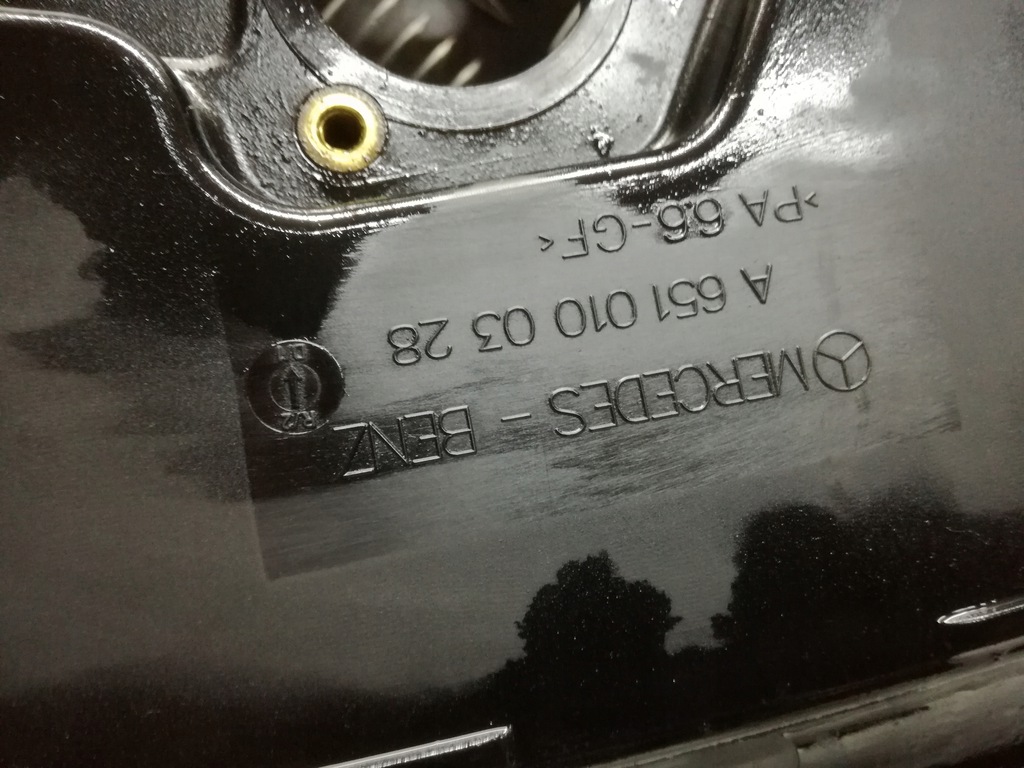 MERCEDES - BENZ
A 651 010 03 28
>PA 66-GF<